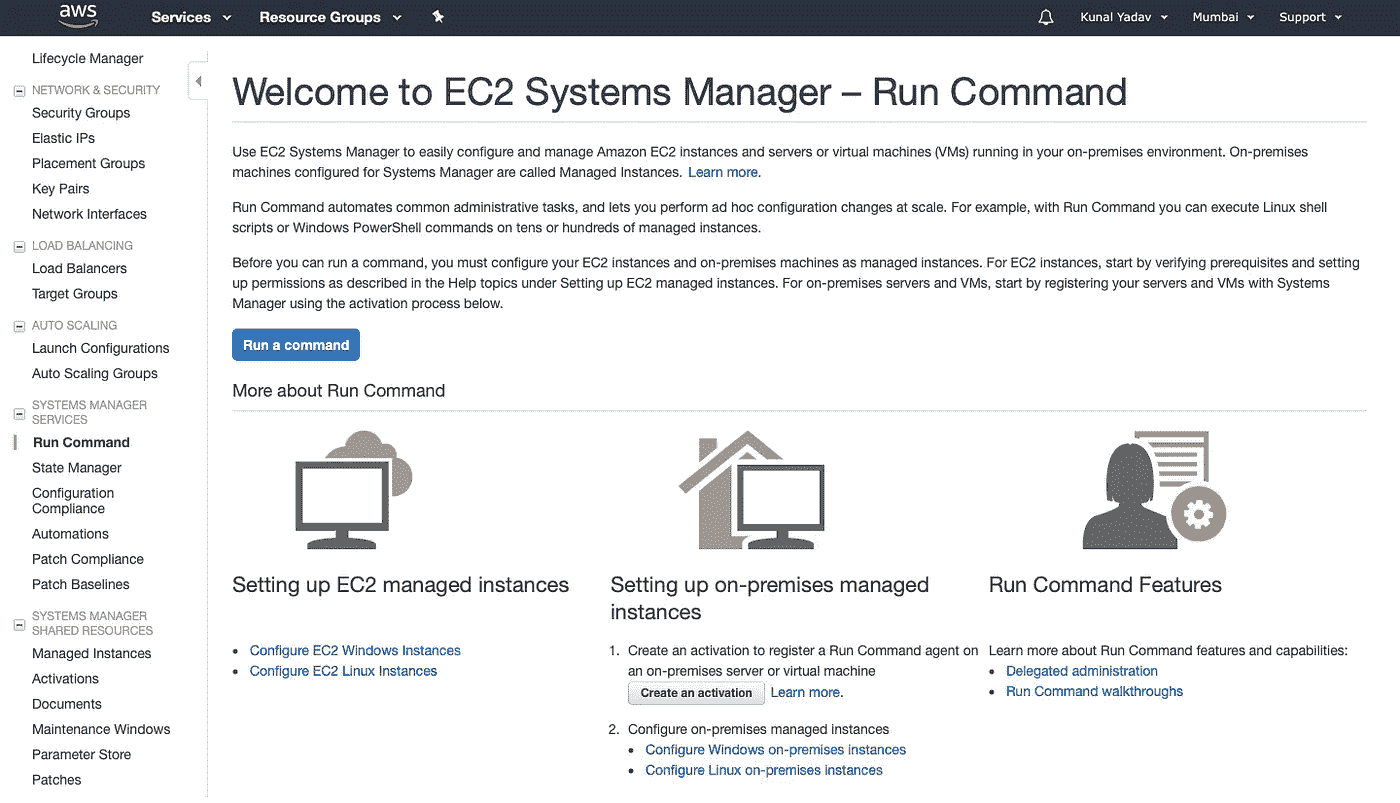 aws
Services
Resource Groups
Kunal Yadav
Mumbai
Support
Lifecycle Manager
NETWORK & SECURITY
Security Groups
Elastic IPs
Placement Groups
Key Pairs
Network Interfaces
LOAD BALANCING
Load Balancers
Target Groups
AUTO SCALING
Launch Configurations
Auto Scaling Groups
SYSTEMS MANAGER
SERVICES
Run Command
State Manager
Configuration
Compliance
Automations
Patch Compliance
Patch Baselines
SYSTEMS MANAGER
SHARED RESOURCES
Managed Instances
Activations
Documents
Maintenance Windows
Parameter Store
Patches
Welcome to EC2 Systems Manager – Run Command
Use EC2 Systems Manager to easily configure and manage Amazon EC2 instances and servers or virtual machines (VMs) running in your on-premises environment. On-premises
machines configured for Systems Manager are called Managed Instances. Learn more.
Run Command automates common administrative tasks, and lets you perform ad hoc configuration changes at scale. For example, with Run Command you can execute Linux shell
scripts or Windows PowerShell commands on tens or hundreds of managed instances.
Before you can run a command, you must configure your EC2 instances and on-premises machines as managed instances. For EC2 instances, start by verifying prerequisites and setting
up permissions as described in the Help topics under Setting up EC2 managed instances. For on-premises servers and VMs, start by registering your servers and VMs with Systems
Manager using the activation process below.
Run a command
More about Run Command
Setting up EC2 managed instances
• Configure EC2 Windows Instances
• Configure EC2 Linux Instances
Setting up on-premises managed
instances
1. Create an activation to register a Run Command agent on
an on-premises server or virtual machine
Create an activation Learn more.
2. Configure on-premises managed instances
• Configure Windows on-premises instances
• Configure Linux on-premises instances
Run Command Features
Learn more about Run Command features and capabilities:
• Delegated administration
• Run Command walkthroughs